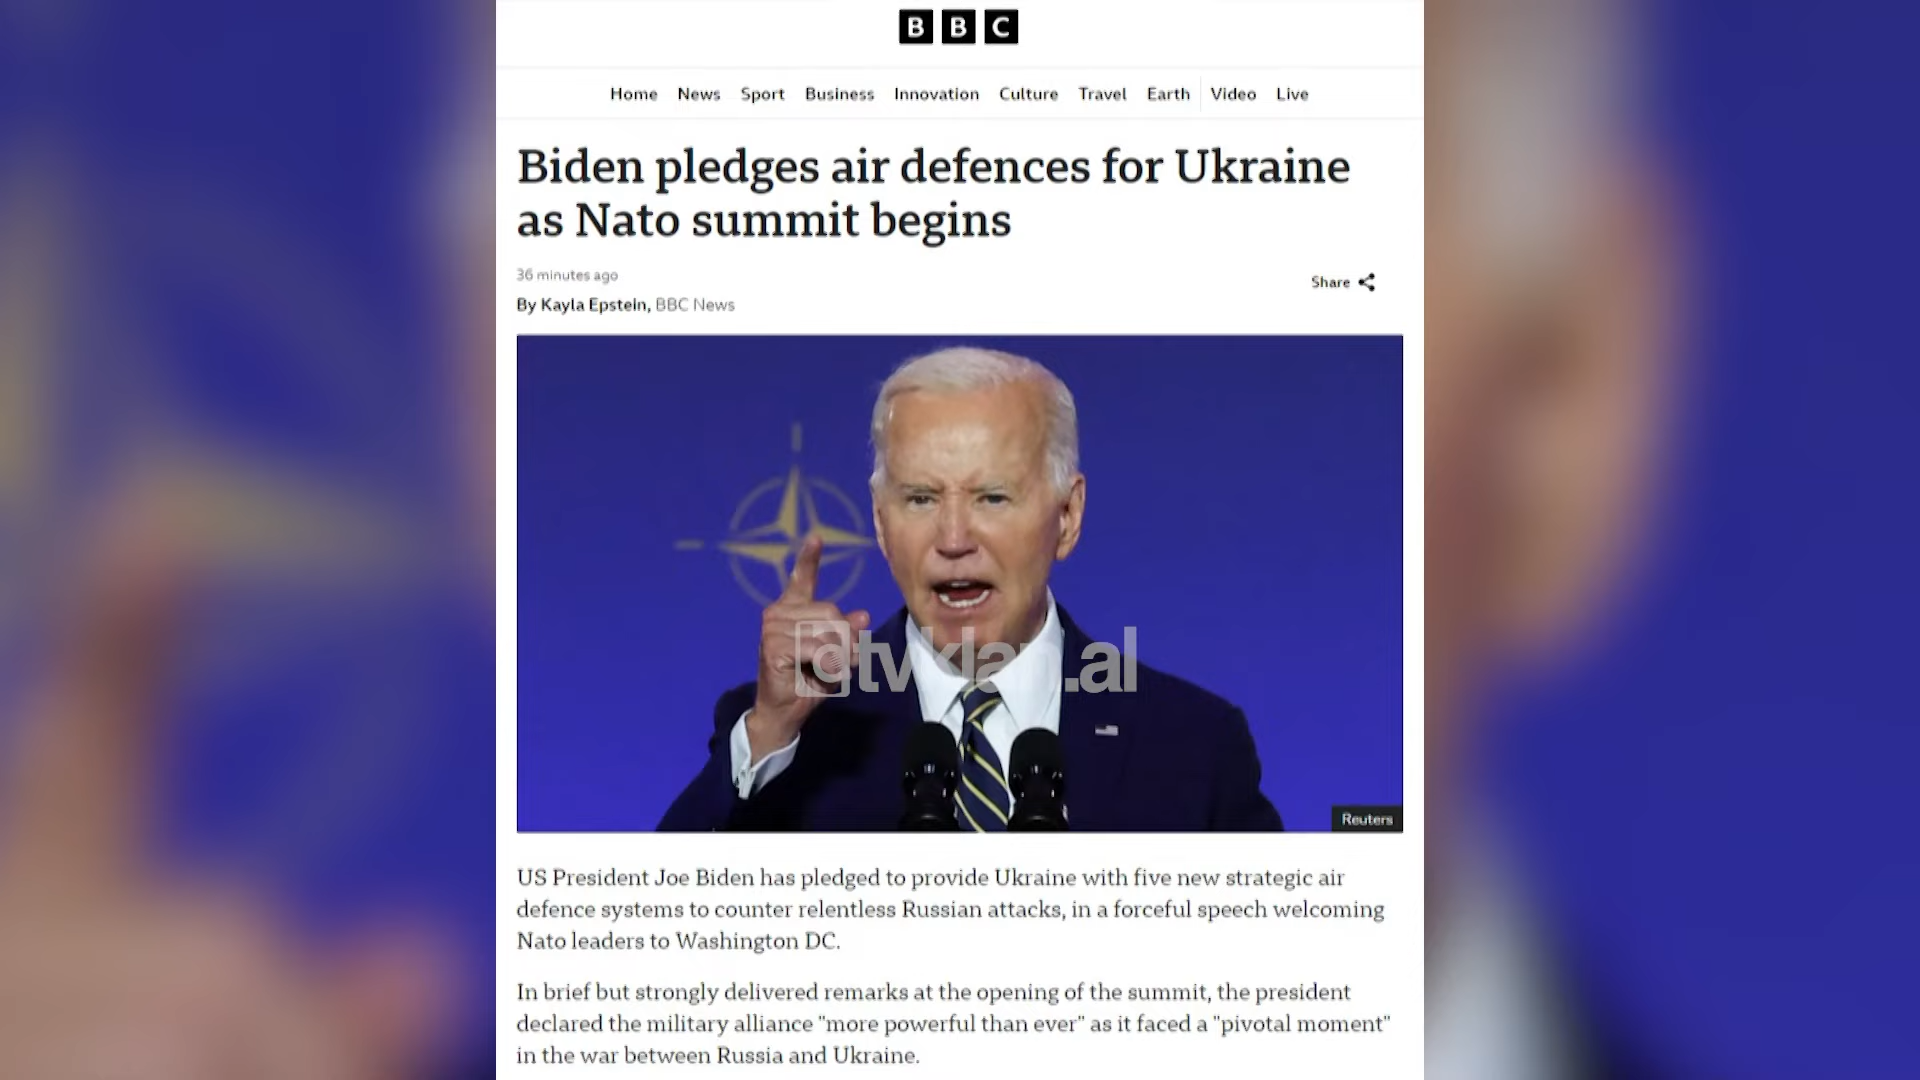 BBC
Home News Sport Business Innovation Culture Travel Earth Video Live
Biden pledges air defences for Ukraine
as Nato summit begins
36 minutes ago
Share
By Kayla Epstein, BBC News
tvklan.al
Reuters
US President Joe Biden has pledged to provide Ukraine with five new strategic air
defence systems to counter relentless Russian attacks, in a forceful speech welcoming
Nato leaders to Washington DC.
In brief but strongly delivered remarks at the opening of the summit, the president
declared the military alliance "more powerful than ever" as it faced a "pivotal moment"
in the war between Russia and Ukraine.